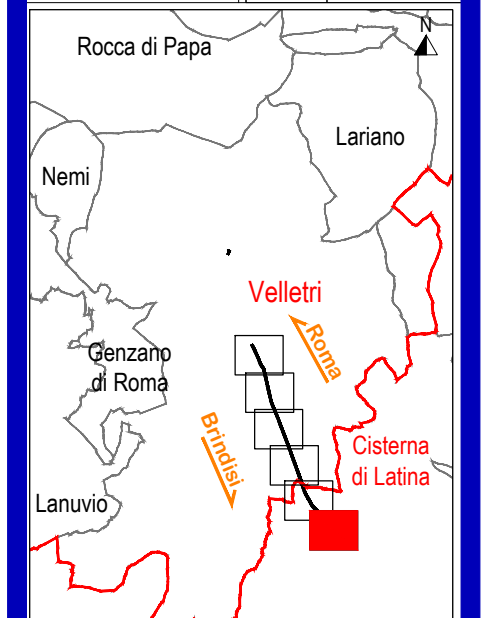 N
Rocca di Papa
Lariano
Nemi
Velletri
Roma
Genzano
di Roma
Brindisi
Cisterna
di Latina
Lanuvio